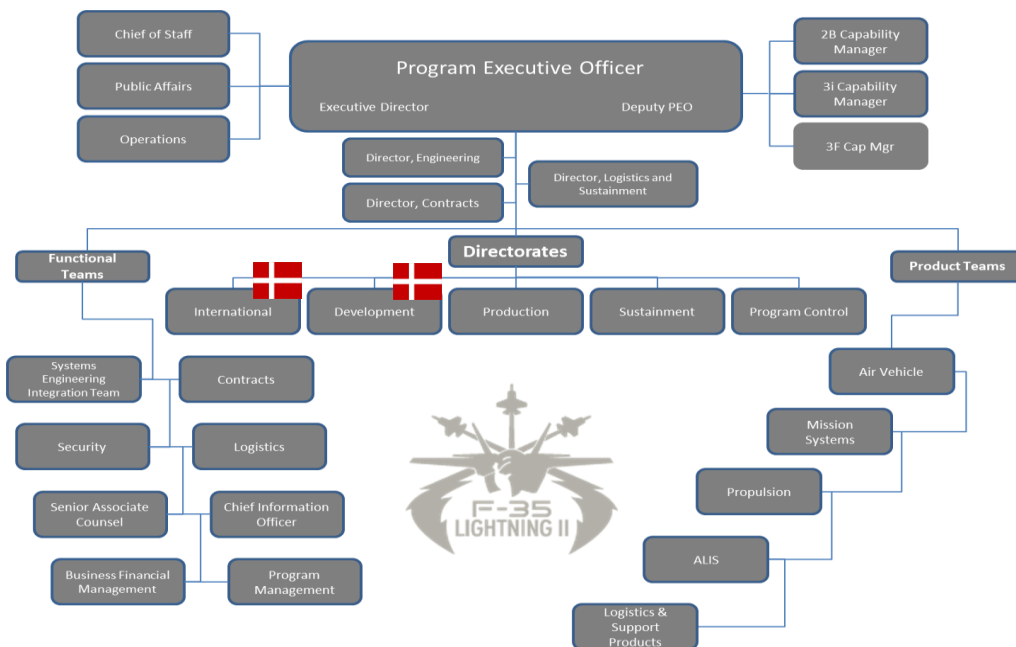 Chief of Staff
Public Affairs
Operations
Program Executive Officer
Executive Director
Deputy PEO
2B Capability
Manager
3i Capability
Manager
3F Cap Mgr
Director, Engineering
Director, Contracts
Director, Logistics and
Sustainment
Functional
Teams
Directorates
Product Teams
International
Development
Production
Sustainment
Program Control
Systems
Engineering
Integration Team
Contracts
Security
Logistics
Senior Associate
Counsel
Chief Information
Officer
Business Financial
Management
Program
Management
F-35
LIGHTNING II
Air Vehicle
Mission
Systems
Propulsion
ALIS
Logistics &
Support
Products